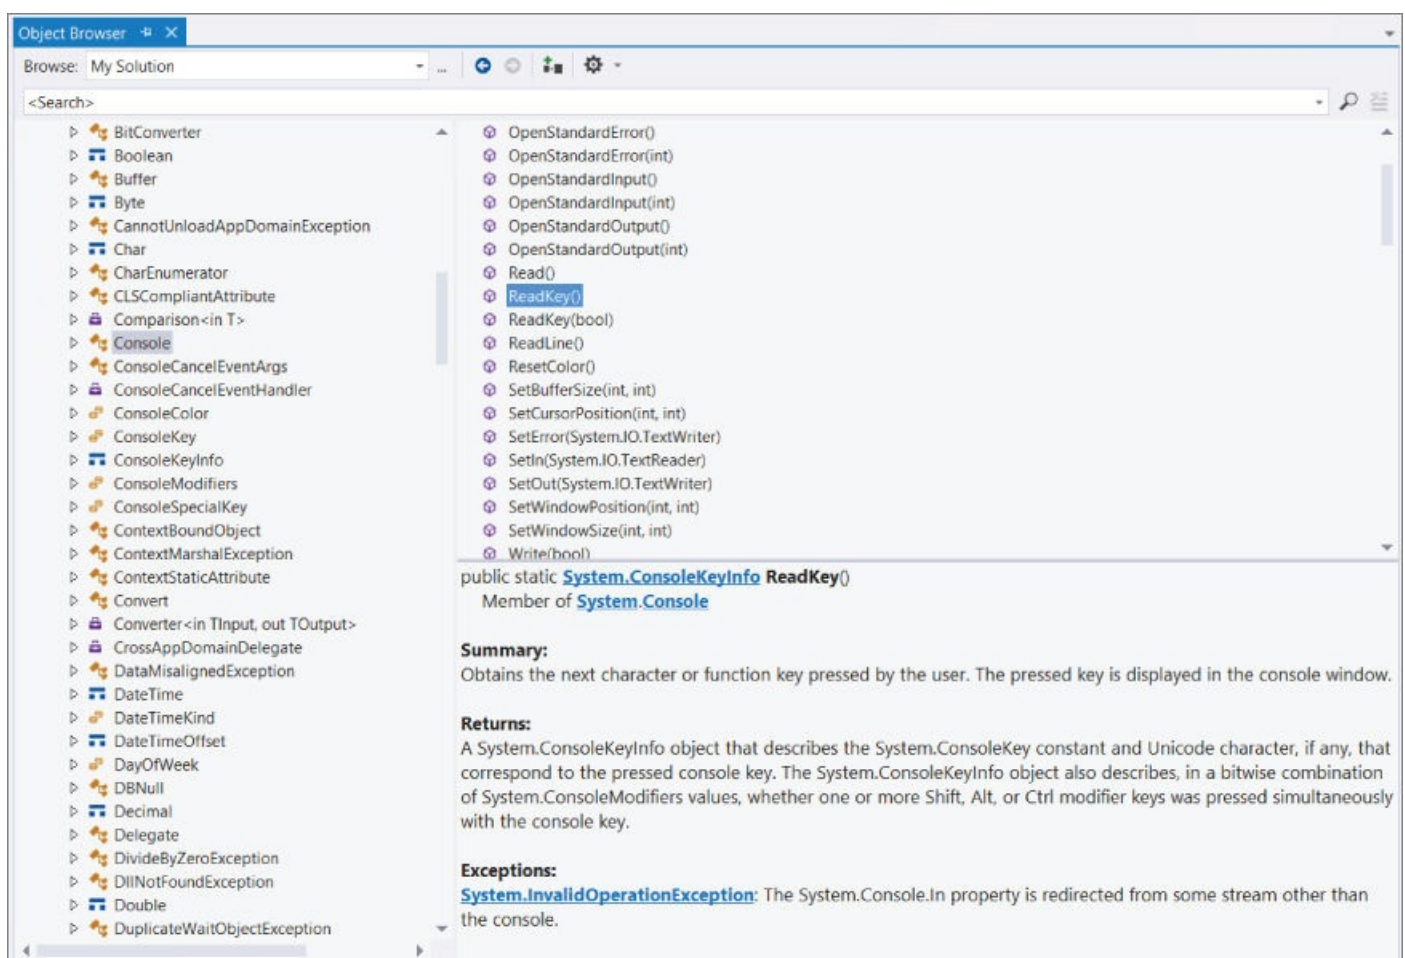 Object Browser
Browse: My Solution
...
<Search>
BitConverter
Boolean
Buffer
Byte
CannotUnloadAppDomainException
Char
CharEnumerator
CLSCompliantAttribute
Comparison<in T>
Console
ConsoleCancelEventArgs
ConsoleCancelEventHandler
ConsoleColor
ConsoleKey
ConsoleKeyInfo
ConsoleModifiers
ConsoleSpecialKey
ContextBoundObject
ContextMarshalException
ContextStaticAttribute
Convert
Converter<in TInput, out TOutput>
CrossAppDomainDelegate
DataMisalignedException
DateTime
DateTimeKind
DateTimeOffset
DayOfWeek
DBNull
Decimal
Delegate
DivideByZeroException
DllNotFoundException
Double
DuplicateWaitObjectException
OpenStandardError()
OpenStandardError(int)
OpenStandardInput()
OpenStandardInput(int)
OpenStandardOutput()
OpenStandardOutput(int)
Read()
ReadKey()
ReadKey(bool)
ReadLine()
ResetColor()
SetBufferSize(int, int)
SetCursorPosition(int, int)
SetError(System.IO.TextWriter)
SetIn(System.IO.TextReader)
SetOut(System.IO.TextWriter)
SetWindowPosition(int, int)
SetWindowSize(int, int)
Write(bool)
public static System.ConsoleKeyInfo ReadKey()
Member of System.Console
Summary:
Obtains the next character or function key pressed by the user. The pressed key is displayed in the console window.
Returns:
A System.ConsoleKeyInfo object that describes the System.ConsoleKey constant and Unicode character, if any, that
correspond to the pressed console key. The System.ConsoleKeyInfo object also describes, in a bitwise combination
of System.ConsoleModifiers values, whether one or more Shift, Alt, or Ctrl modifier keys was pressed simultaneously
with the console key.
Exceptions:
System.InvalidOperationException: The System.Console.In property is redirected from some stream other than
the console.